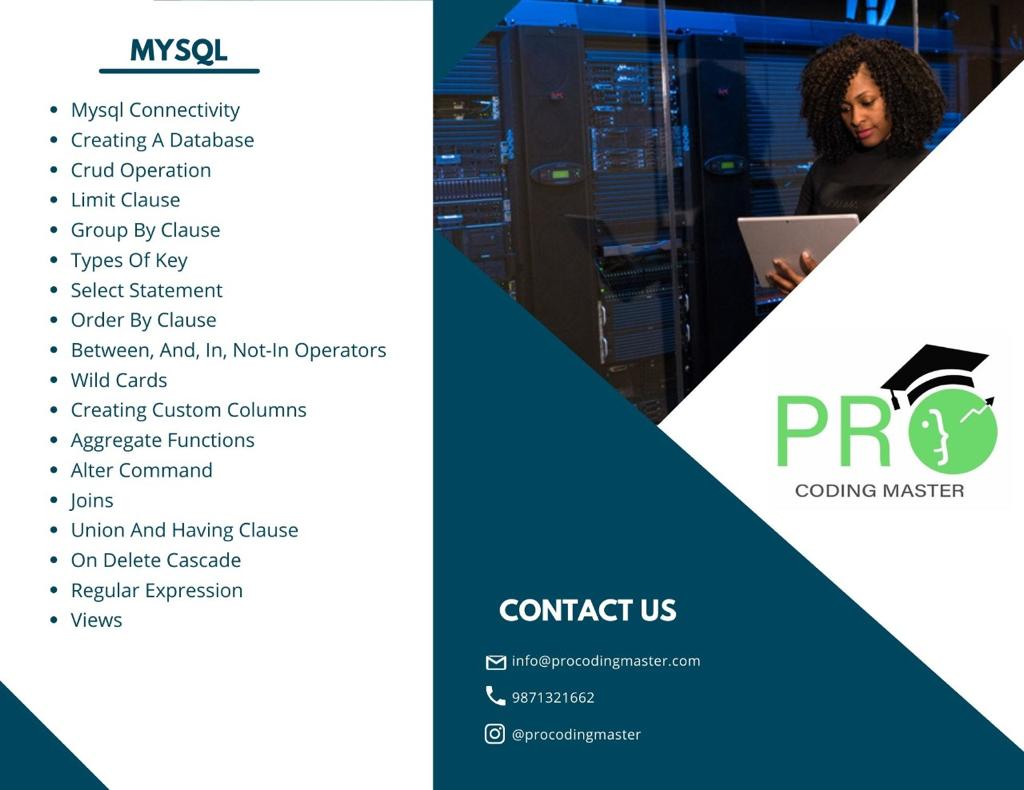 MYSQL
Mysql Connectivity
Creating A Database
Crud Operation
Limit Clause
Group By Clause
Types Of Key
Select Statement
Order By Clause
Between, And, In, Not-In Operators
Wild Cards
Creating Custom Columns
Aggregate Functions
Alter Command
Joins
Union And Having Clause
On Delete Cascade
Regular Expression
Views
PRO
CODING MASTER
CONTACT US
info@procodingmaster.com
9871321662
@procodingmaster